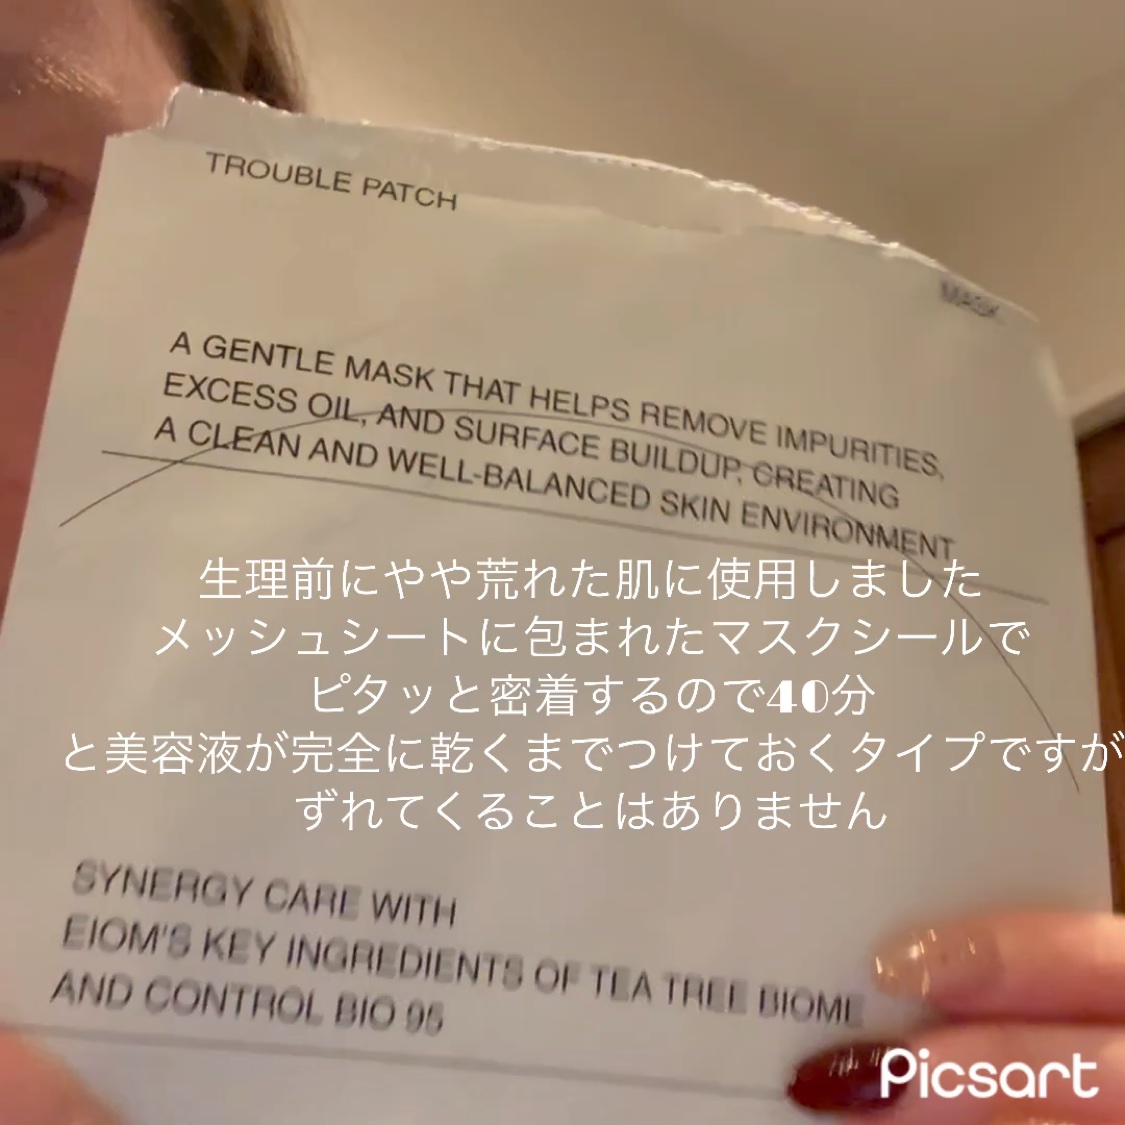 TROUBLE PATCH
MASK
A GENTLE MASK THAT HELPS REMOVE IMPURITIES,
EXCESS OIL, AND SURFACE BUILDUP, CREATING
A CLEAN AND WELL-BALANCED SKIN ENVIRONMENT
生理前にやや荒れた肌に使用しました
メッシュシートに包まれたマスクシールで
ピタッと密着するので40分
と美容液が完全に乾くまでつけておくタイプですが
ずれてくることはありません
SYNERGY CARE WITH
EIOM'S KEY INGREDIENTS OF TEA TREE BIOME
AND CONTROL BIO 95
Picsart